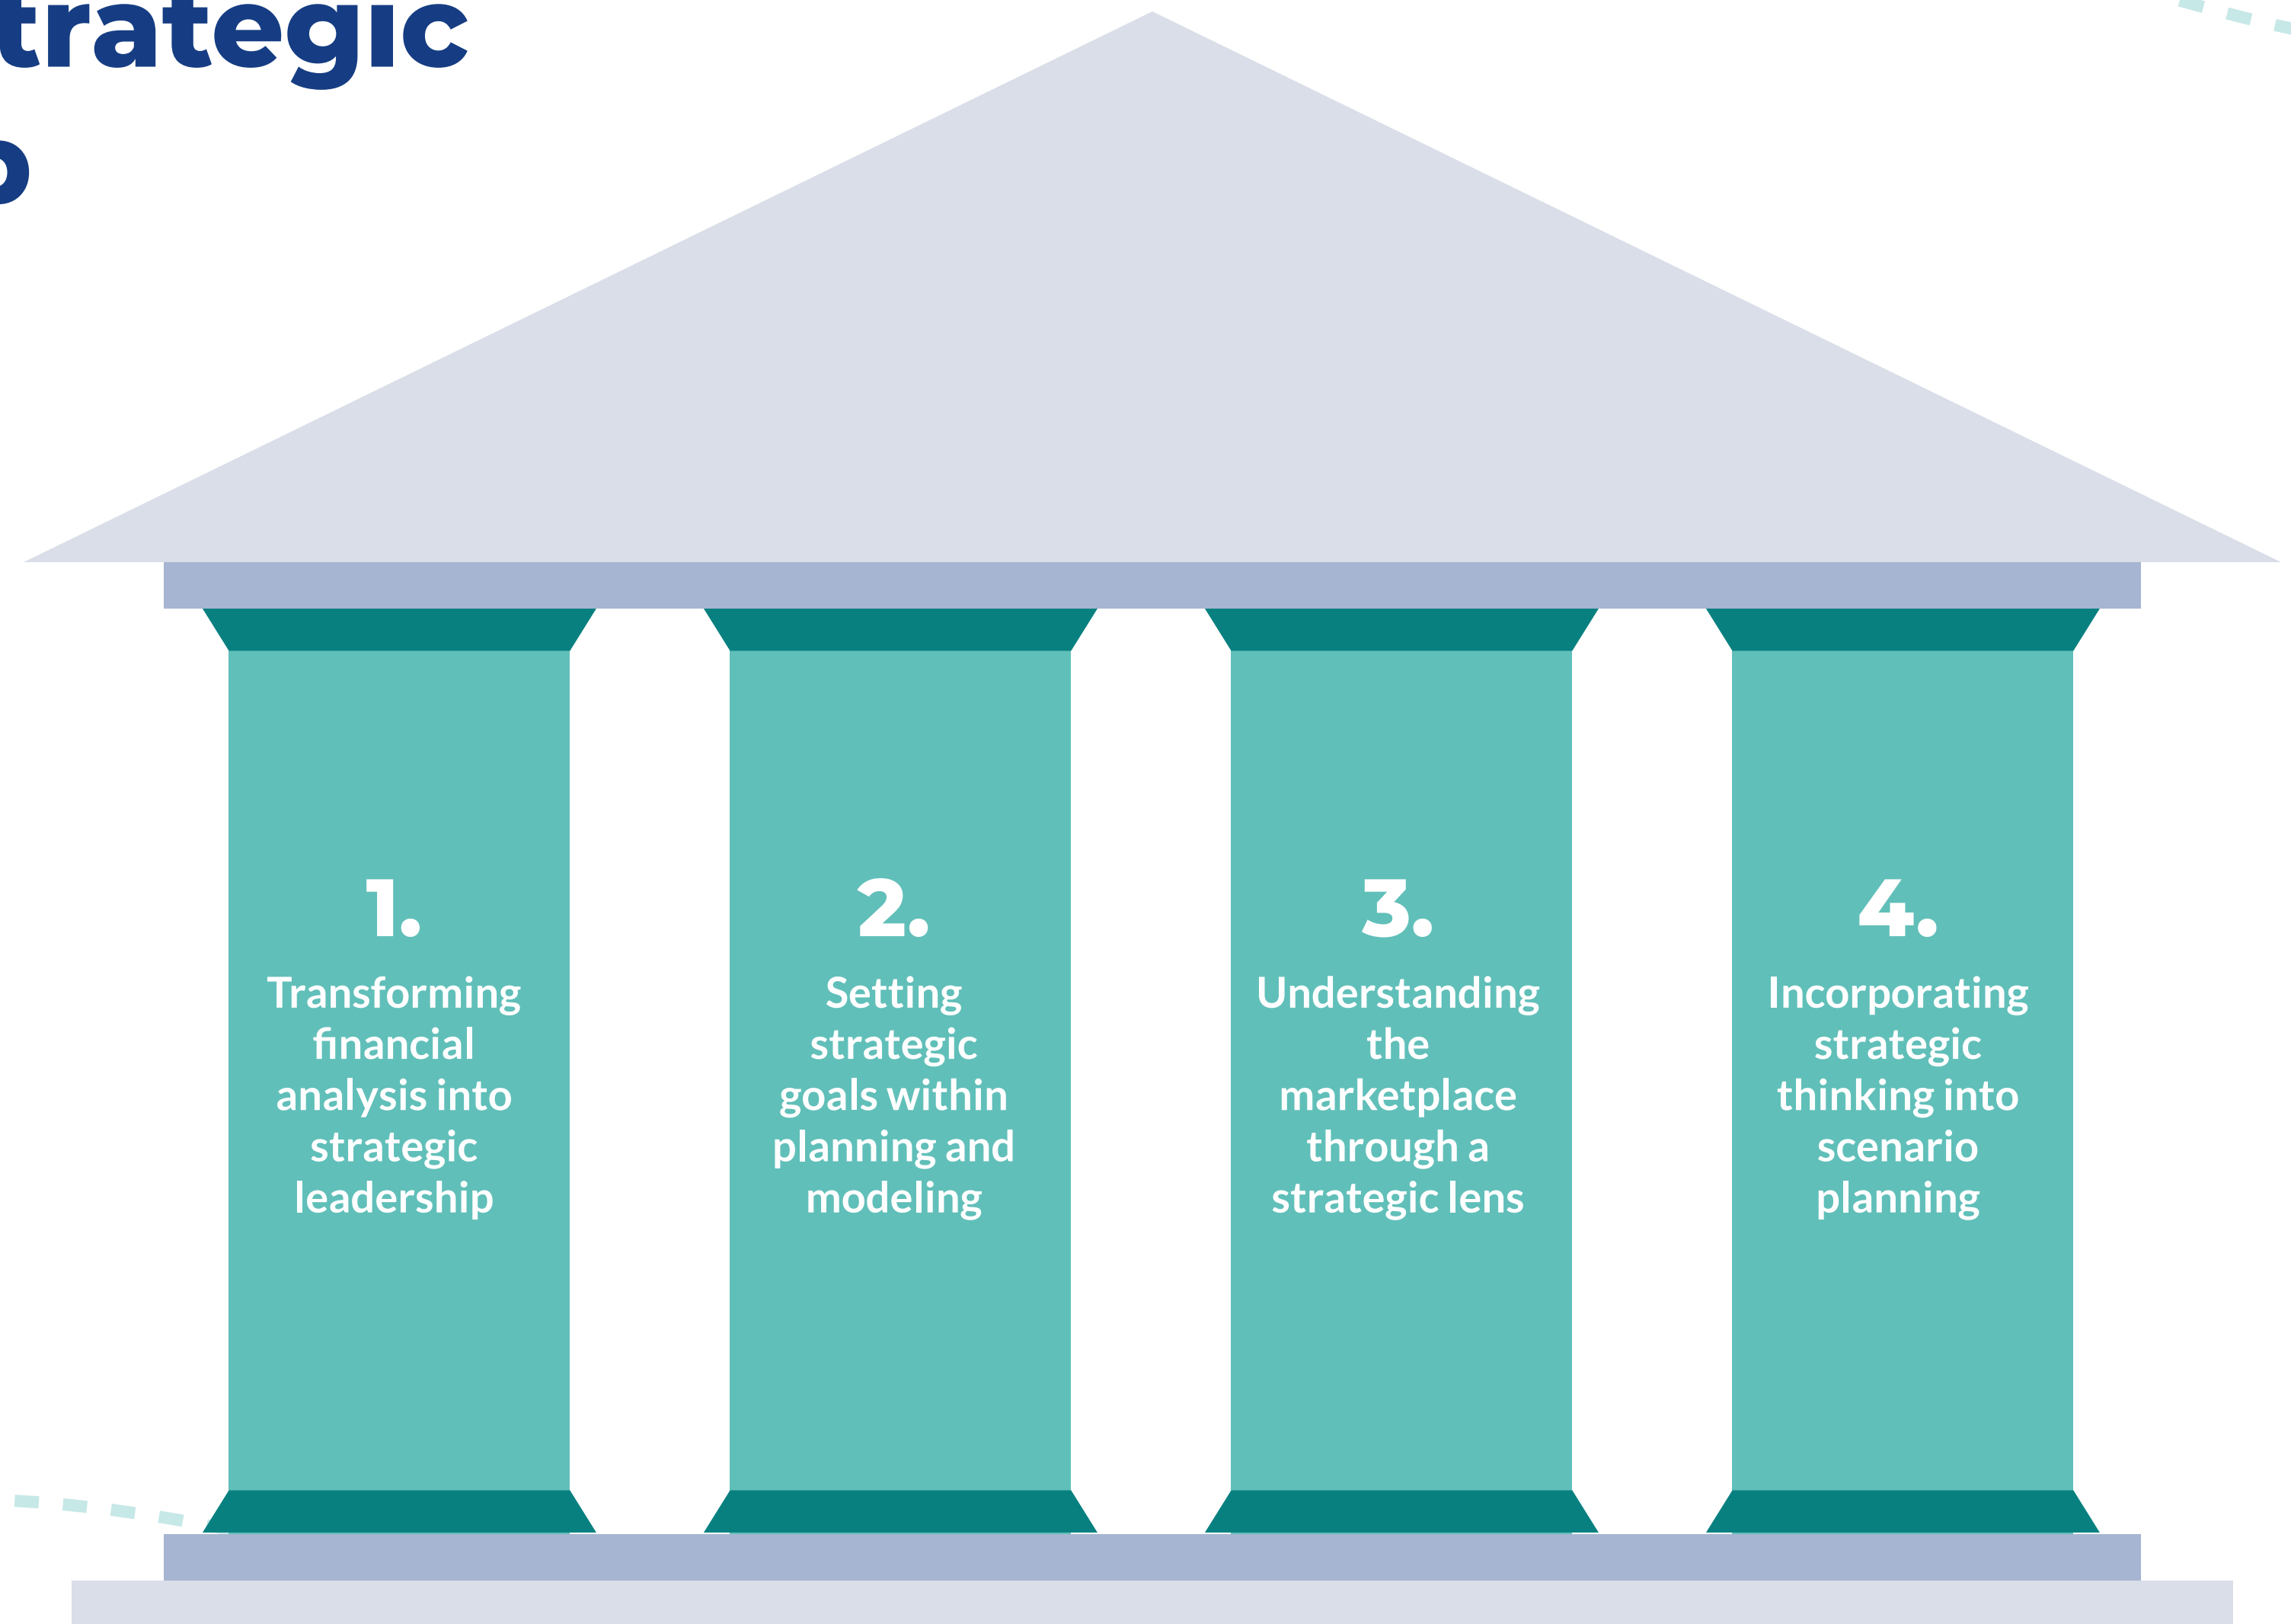 trategic
1.
Transforming
financial
analysis into
strategic
leadership
2.
Setting
strategic
goals within
planning and
modeling
3.
Understanding
the
marketplace
through a
strategic lens
4.
Incorporating
strategic
thinking into
scenario
planning